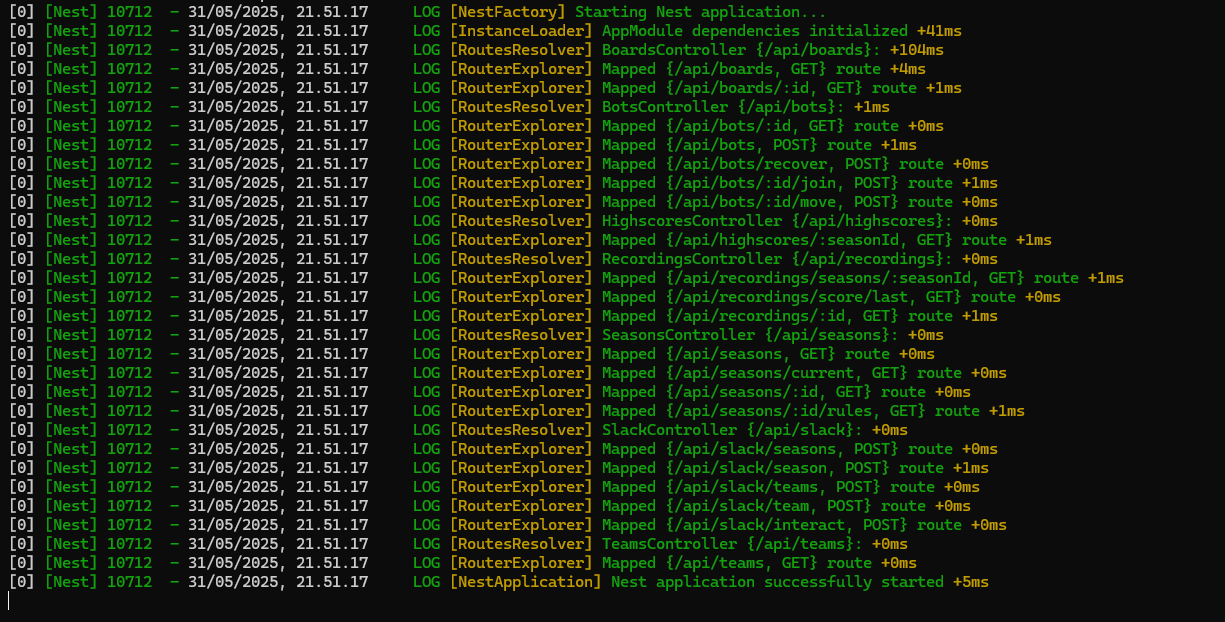 [0] [Nest] 10712  - 31/05/2025, 21.51.17     LOG [NestFactory] Starting Nest application...
[0] [Nest] 10712  - 31/05/2025, 21.51.17     LOG [InstanceLoader] AppModule dependencies initialized +41ms
[0] [Nest] 10712  - 31/05/2025, 21.51.17     LOG [RoutesResolver] BoardsController {/api/boards}: +104ms
[0] [Nest] 10712  - 31/05/2025, 21.51.17     LOG [RouterExplorer] Mapped {/api/boards, GET} route +4ms
[0] [Nest] 10712  - 31/05/2025, 21.51.17     LOG [RouterExplorer] Mapped {/api/boards/:id, GET} route +1ms
[0] [Nest] 10712  - 31/05/2025, 21.51.17     LOG [RoutesResolver] BotsController {/api/bots}: +1ms
[0] [Nest] 10712  - 31/05/2025, 21.51.17     LOG [RouterExplorer] Mapped {/api/bots/:id, GET} route +0ms
[0] [Nest] 10712  - 31/05/2025, 21.51.17     LOG [RouterExplorer] Mapped {/api/bots, POST} route +1ms
[0] [Nest] 10712  - 31/05/2025, 21.51.17     LOG [RouterExplorer] Mapped {/api/bots/recover, POST} route +0ms
[0] [Nest] 10712  - 31/05/2025, 21.51.17     LOG [RouterExplorer] Mapped {/api/bots/:id/join, POST} route +1ms
[0] [Nest] 10712  - 31/05/2025, 21.51.17     LOG [RouterExplorer] Mapped {/api/bots/:id/move, POST} route +0ms
[0] [Nest] 10712  - 31/05/2025, 21.51.17     LOG [RoutesResolver] HighscoresController {/api/highscores}: +0ms
[0] [Nest] 10712  - 31/05/2025, 21.51.17     LOG [RouterExplorer] Mapped {/api/highscores/:seasonId, GET} route +1ms
[0] [Nest] 10712  - 31/05/2025, 21.51.17     LOG [RoutesResolver] RecordingsController {/api/recordings}: +0ms
[0] [Nest] 10712  - 31/05/2025, 21.51.17     LOG [RouterExplorer] Mapped {/api/recordings/seasons/:seasonId, GET} route +1ms
[0] [Nest] 10712  - 31/05/2025, 21.51.17     LOG [RouterExplorer] Mapped {/api/recordings/score/last, GET} route +0ms
[0] [Nest] 10712  - 31/05/2025, 21.51.17     LOG [RouterExplorer] Mapped {/api/recordings/:id, GET} route +1ms
[0] [Nest] 10712  - 31/05/2025, 21.51.17     LOG [RoutesResolver] SeasonsController {/api/seasons}: +0ms
[0] [Nest] 10712  - 31/05/2025, 21.51.17     LOG [RouterExplorer] Mapped {/api/seasons, GET} route +0ms
[0] [Nest] 10712  - 31/05/2025, 21.51.17     LOG [RouterExplorer] Mapped {/api/seasons/current, GET} route +0ms
[0] [Nest] 10712  - 31/05/2025, 21.51.17     LOG [RouterExplorer] Mapped {/api/seasons/:id, GET} route +0ms
[0] [Nest] 10712  - 31/05/2025, 21.51.17     LOG [RouterExplorer] Mapped {/api/seasons/:id/rules, GET} route +1ms
[0] [Nest] 10712  - 31/05/2025, 21.51.17     LOG [RoutesResolver] SlackController {/api/slack}: +0ms
[0] [Nest] 10712  - 31/05/2025, 21.51.17     LOG [RouterExplorer] Mapped {/api/slack/seasons, POST} route +0ms
[0] [Nest] 10712  - 31/05/2025, 21.51.17     LOG [RouterExplorer] Mapped {/api/slack/season, POST} route +1ms
[0] [Nest] 10712  - 31/05/2025, 21.51.17     LOG [RouterExplorer] Mapped {/api/slack/teams, POST} route +0ms
[0] [Nest] 10712  - 31/05/2025, 21.51.17     LOG [RouterExplorer] Mapped {/api/slack/team, POST} route +0ms
[0] [Nest] 10712  - 31/05/2025, 21.51.17     LOG [RouterExplorer] Mapped {/api/slack/interact, POST} route +0ms
[0] [Nest] 10712  - 31/05/2025, 21.51.17     LOG [RoutesResolver] TeamsController {/api/teams}: +0ms
[0] [Nest] 10712  - 31/05/2025, 21.51.17     LOG [RouterExplorer] Mapped {/api/teams, GET} route +0ms
[0] [Nest] 10712  - 31/05/2025, 21.51.17     LOG [NestApplication] Nest application successfully started +5ms